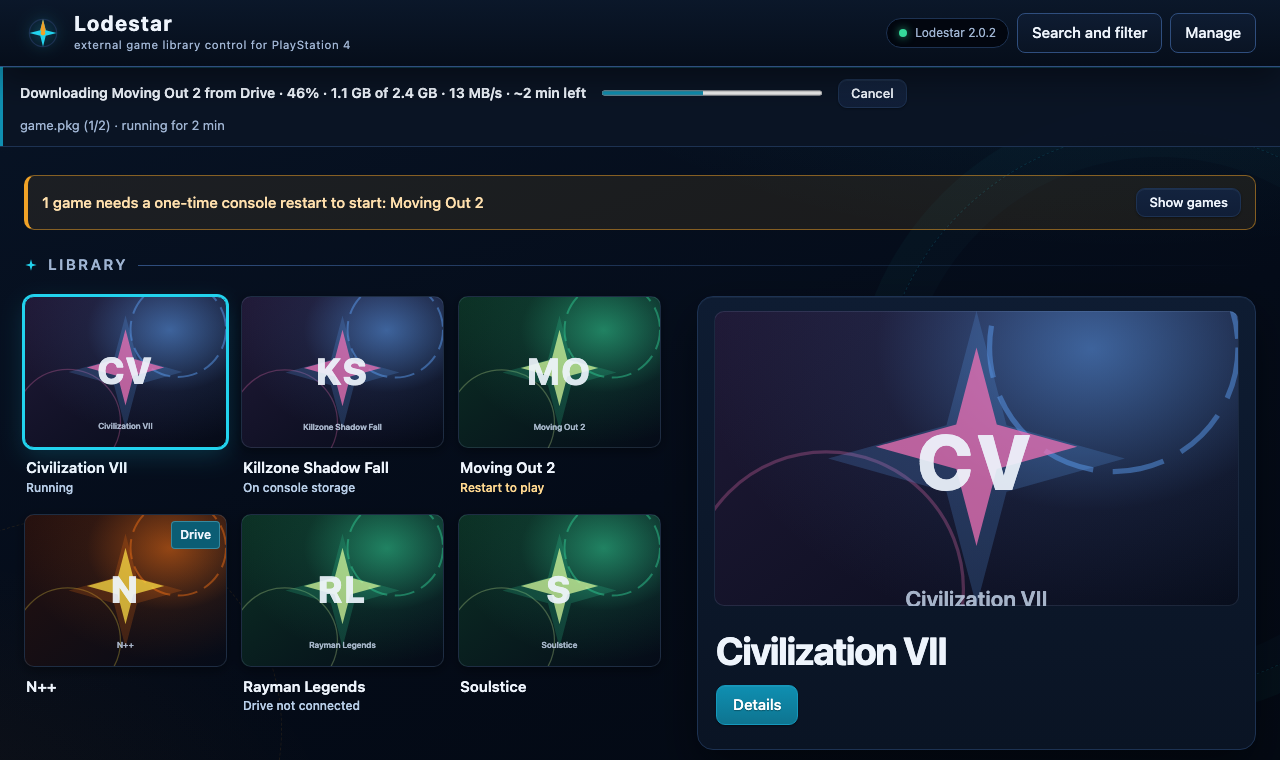 Lodestar
external game library control for PlayStation 4
Lodestar 2.0.2
Search and filter
Manage
Downloading Moving Out 2 from Drive · 46% · 1.1 GB of 2.4 GB · 13 MB/s · ~2 min left
Cancel
game.pkg (1/2) · running for 2 min
1 game needs a one-time console restart to start: Moving Out 2
Show games
LIBRARY
CV
Civilization VII
Civilization VII
Running
KS
Killzone Shadow Fall
Killzone Shadow Fall
On console storage
MO
Moving Out 2
Moving Out 2
Restart to play
Drive
N
N++
N++
RL
Rayman Legends
Rayman Legends
Drive not connected
S
Soulstice
Soulstice
CV
Civilization VII
Civilization VII
Details